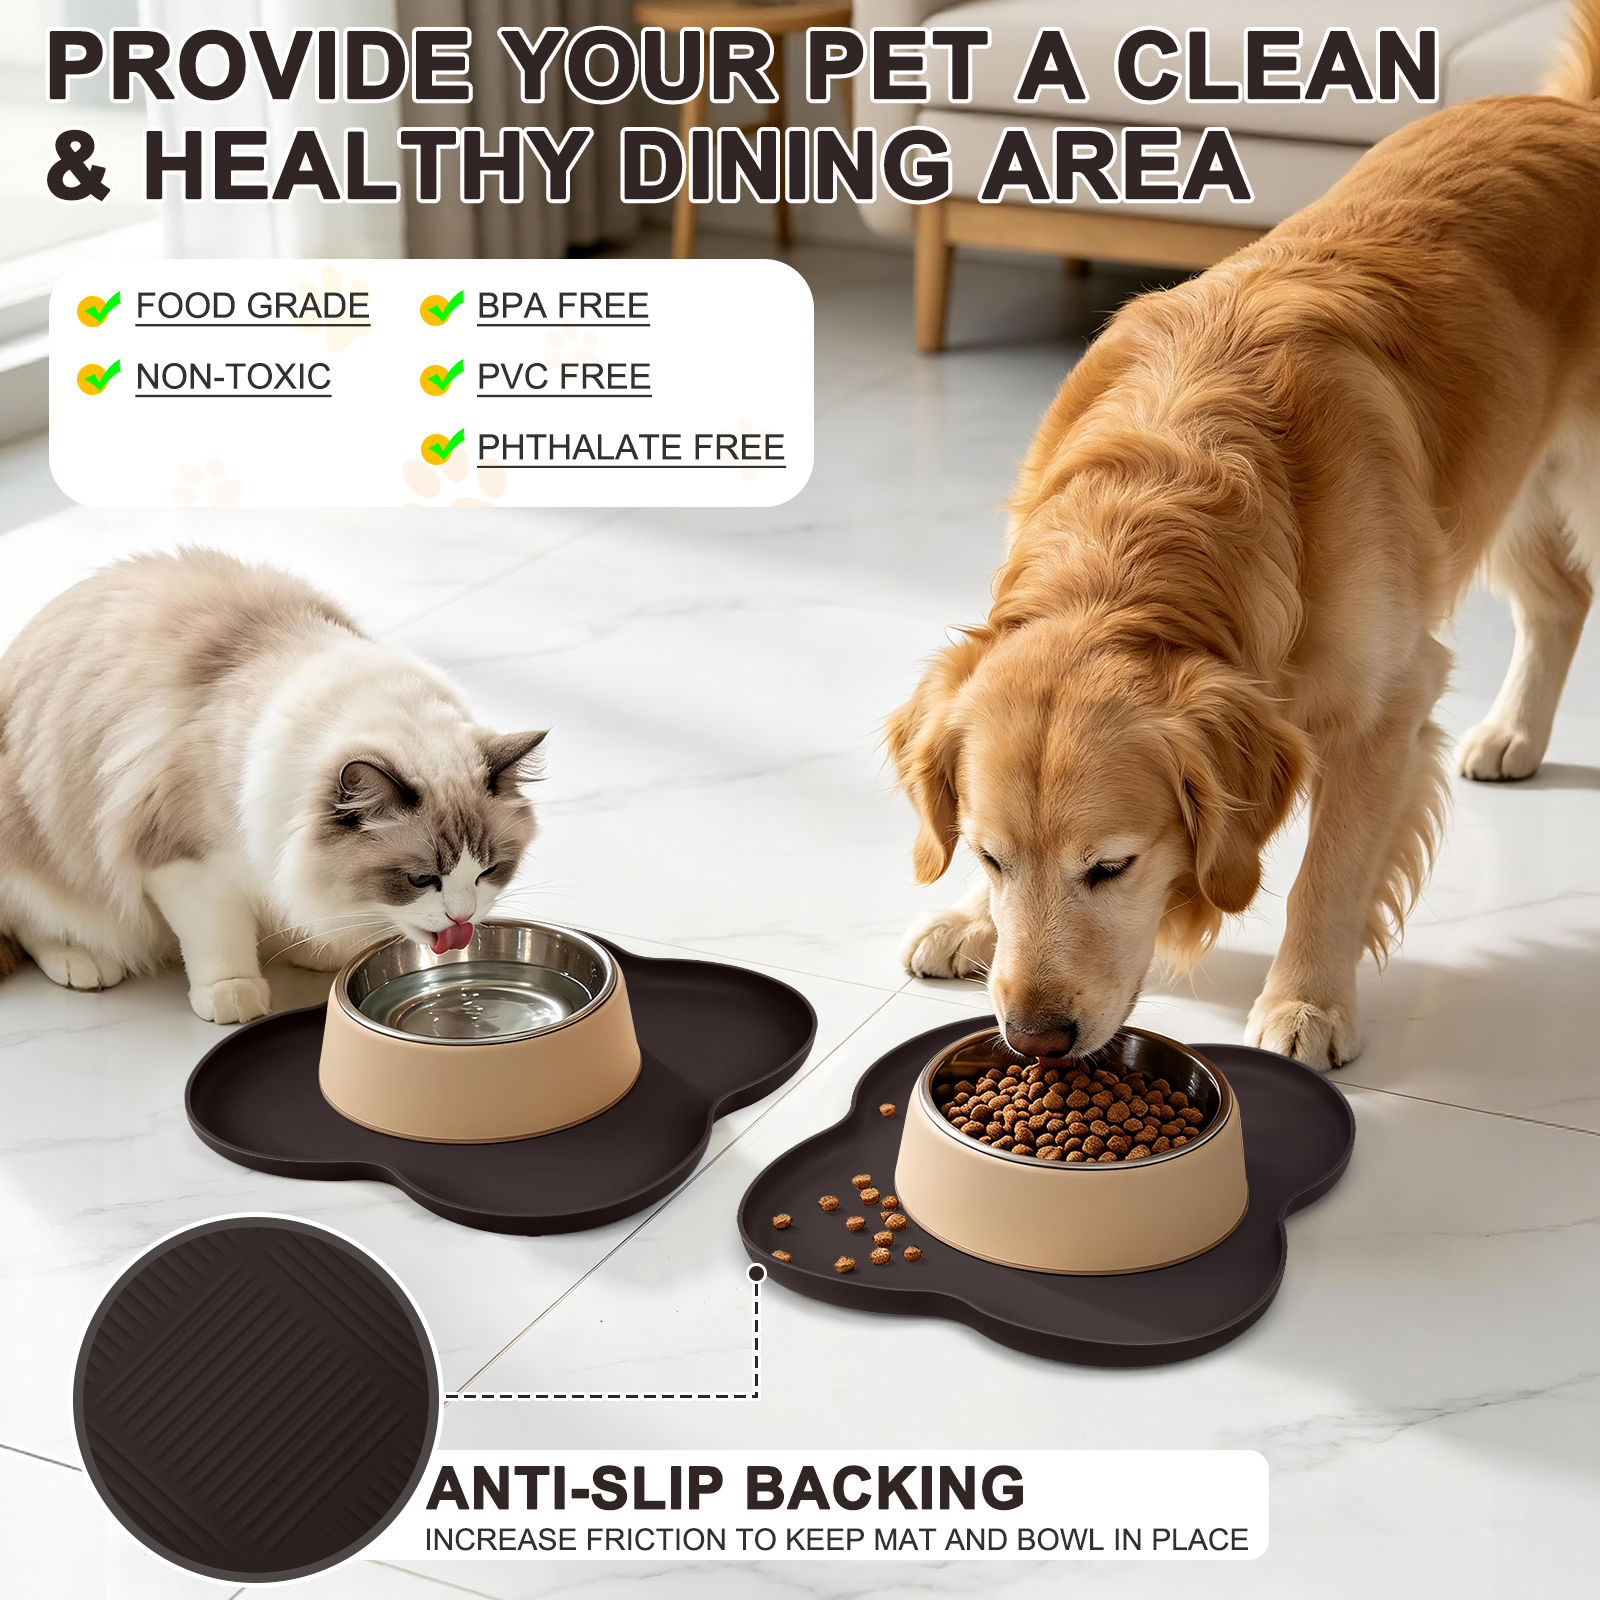 PROVIDE YOUR PET A CLEAN
& HEALTHY DINING AREA
FOOD GRADE
NON-TOXIC
BPA FREE
PVC FREE
PHTHALATE FREE
ANTI-SLIP BACKING
INCREASE FRICTION TO KEEP MAT AND BOWL IN PLACE